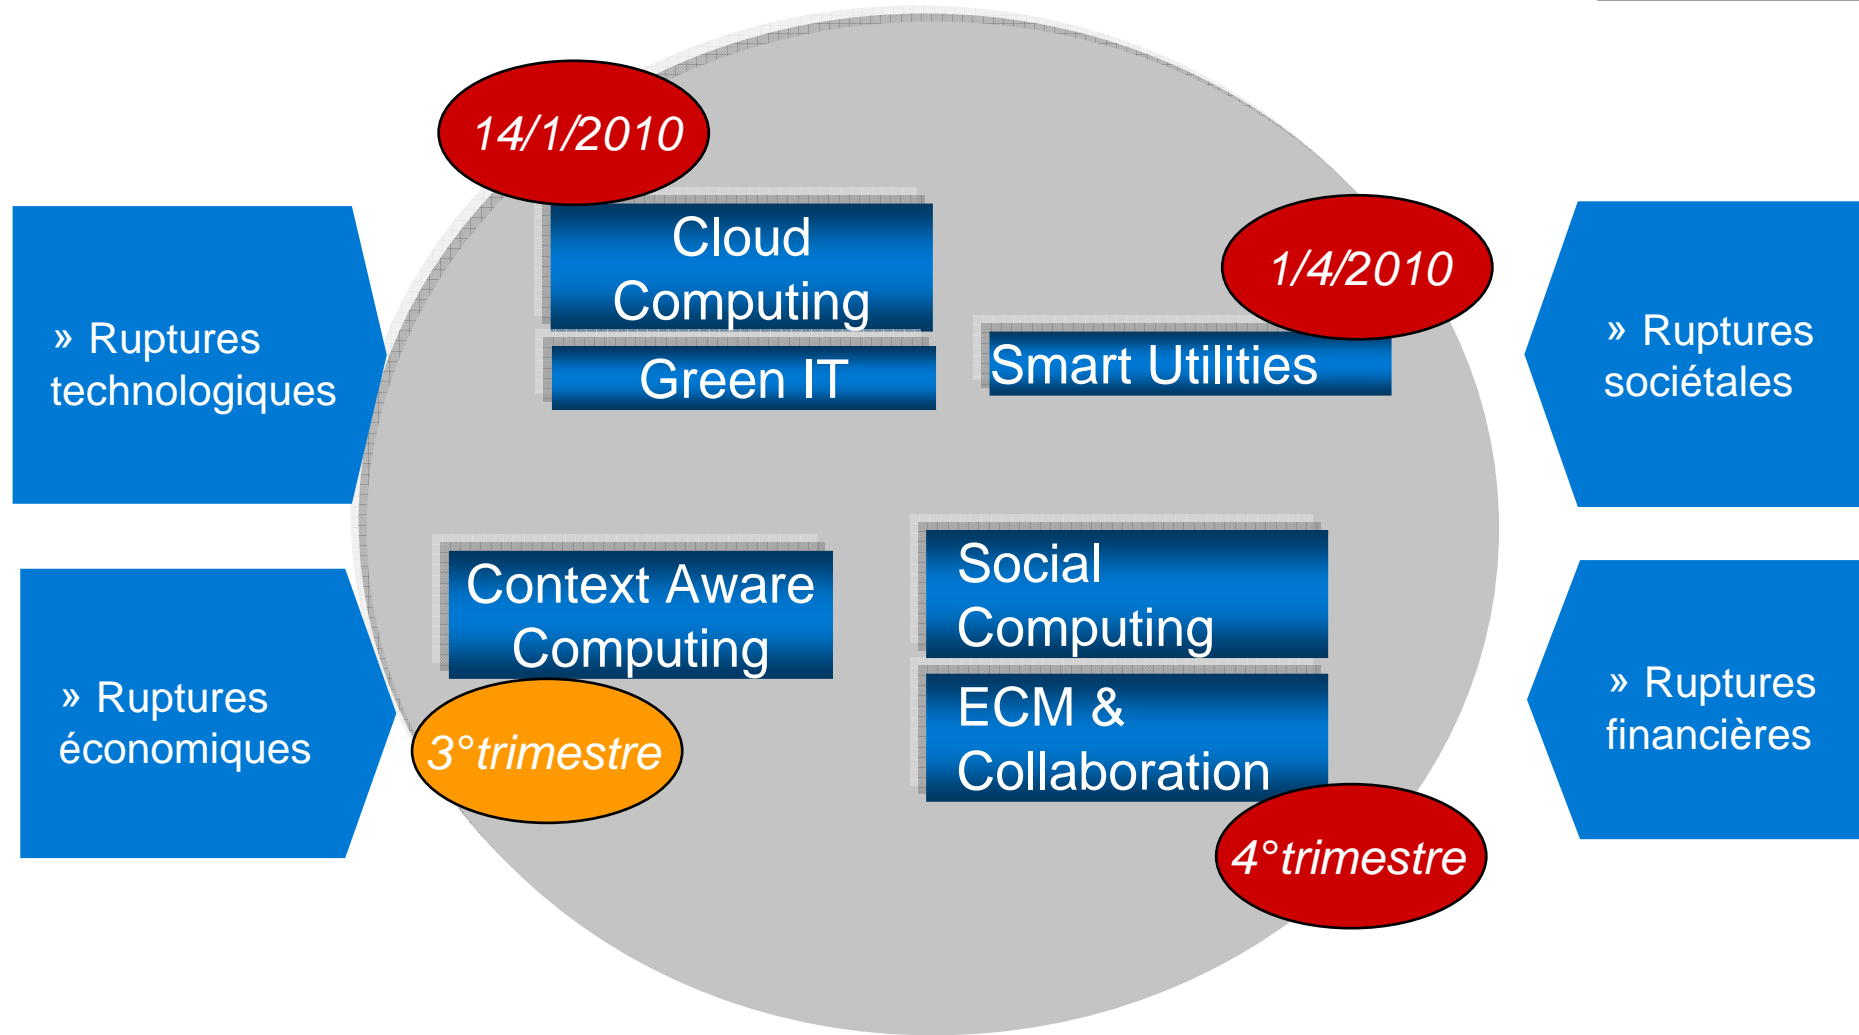 14/1/2010
Cloud
Computing
Green IT
1/4/2010
Smart Utilities
» Ruptures
technologiques
» Ruptures
sociétales
Context Aware
Computing
3°trimestre
Social
Computing
ECM &
Collaboration
4°trimestre
» Ruptures
économiques
» Ruptures
financières